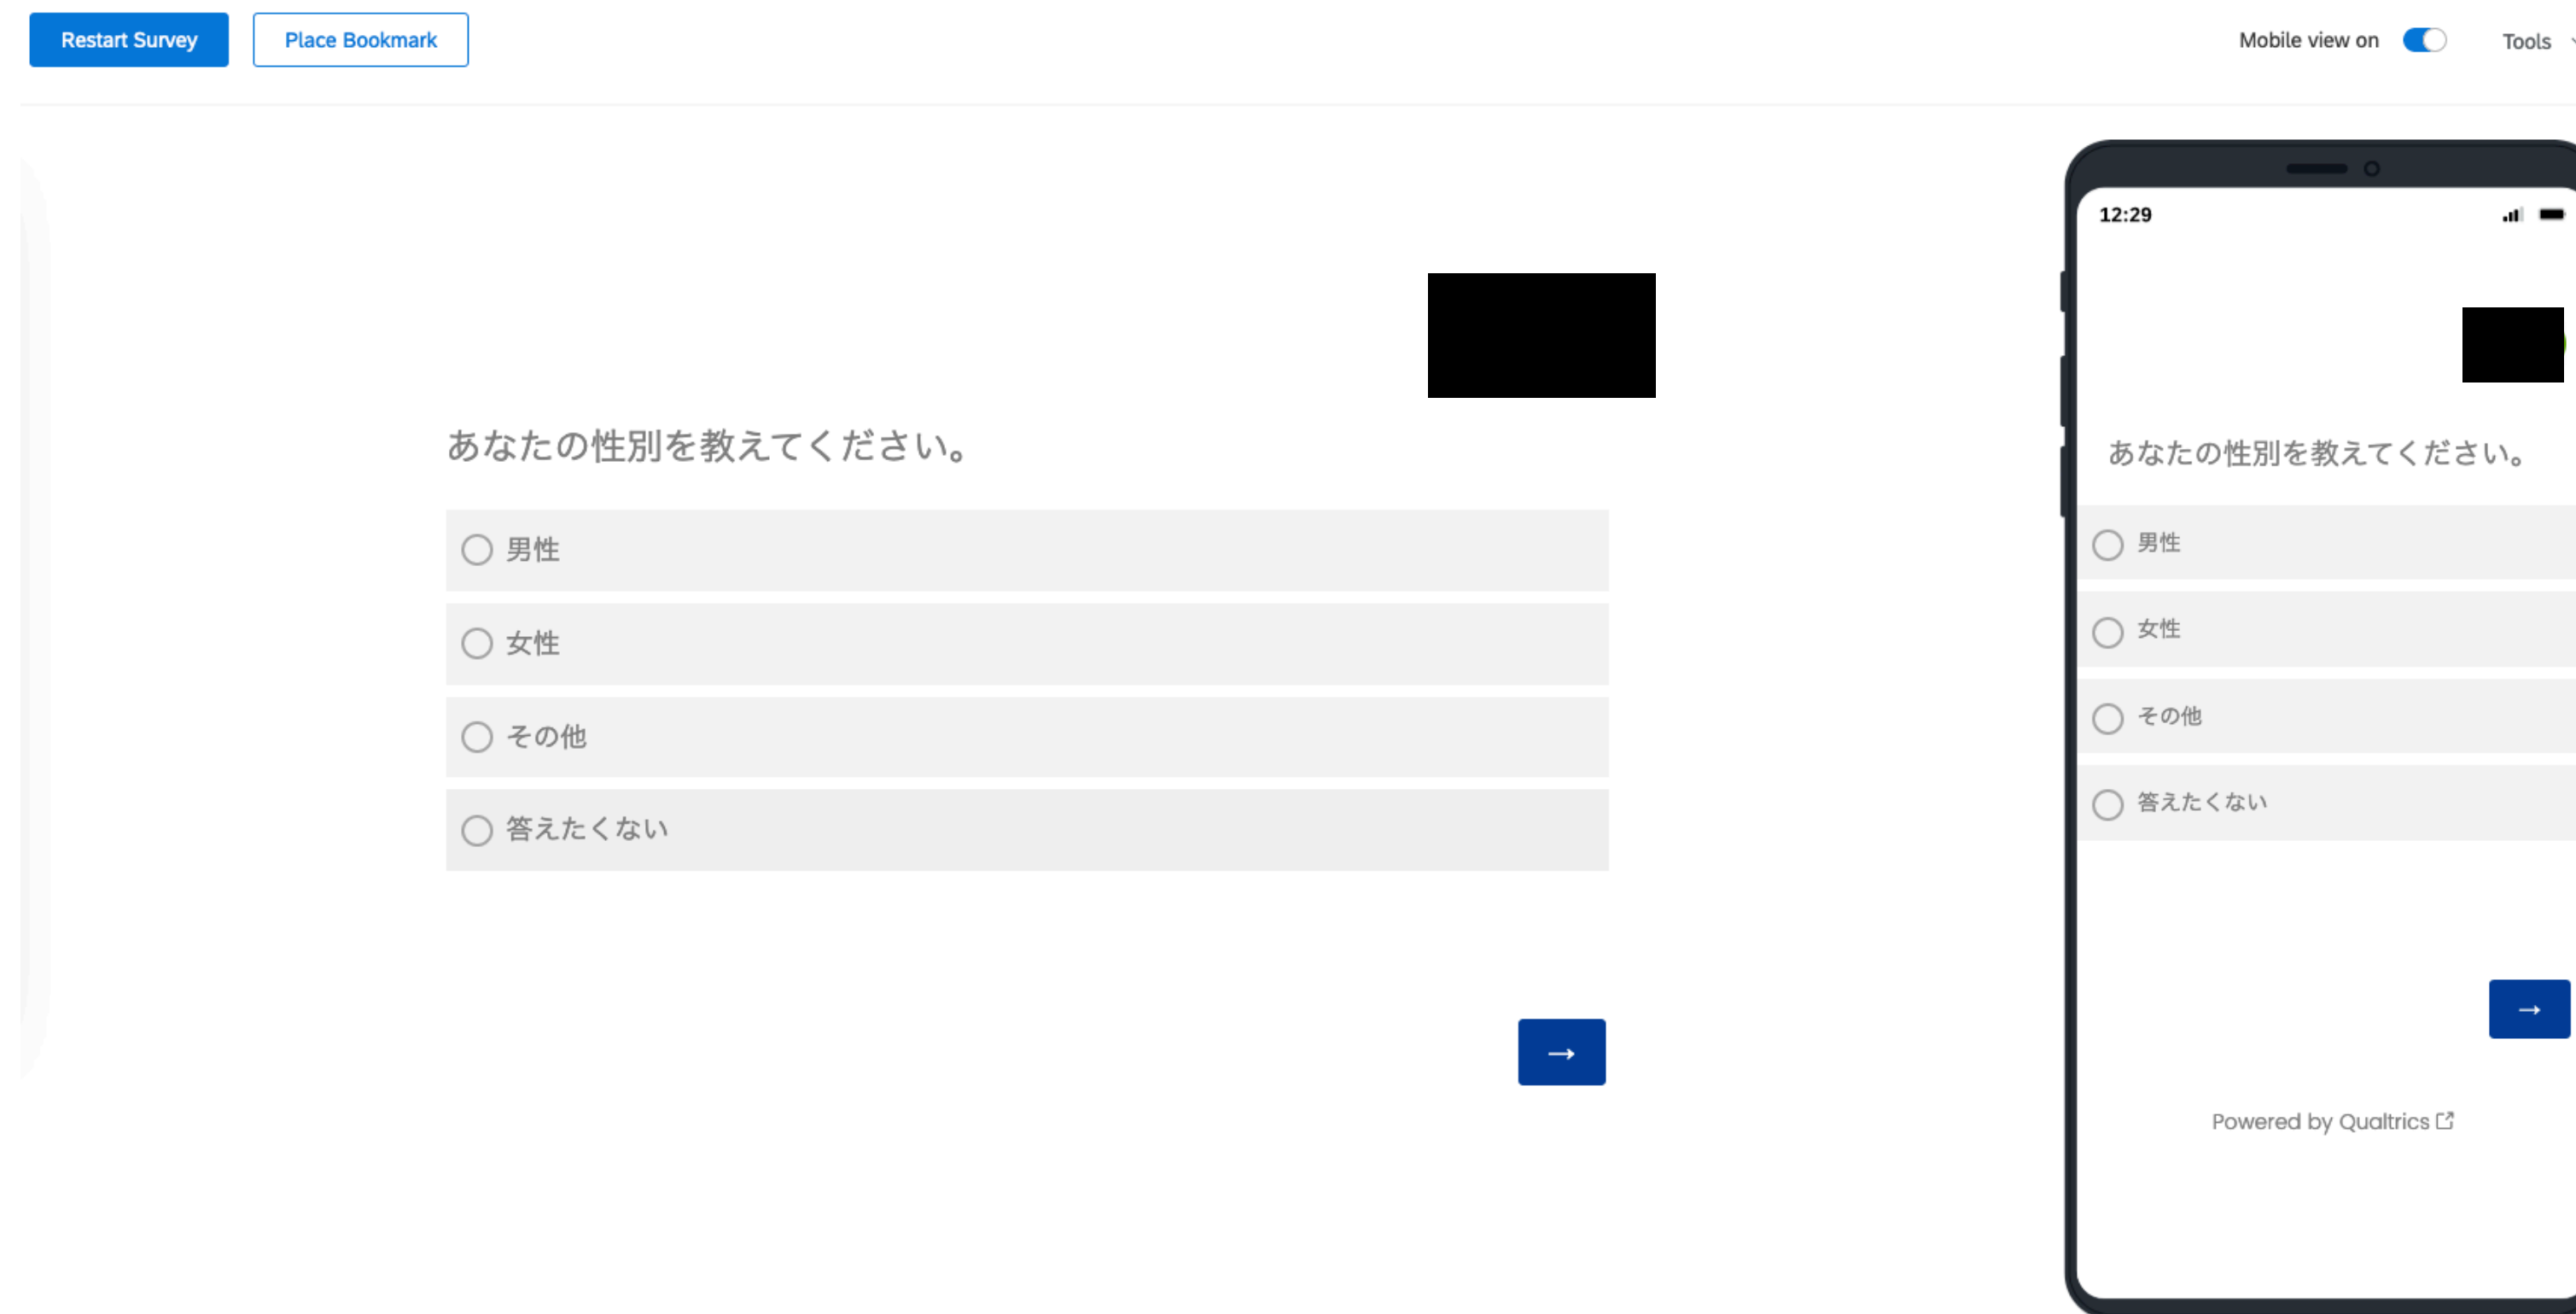 Restart Survey
Place Bookmark
Mobile view on
Tools
あなたの性別を教えてください。
男性
女性
その他
答えたくない
→
12:29
あなたの性別を教えてください。
男性
女性
その他
答えたくない
→
Powered by Qualtrics